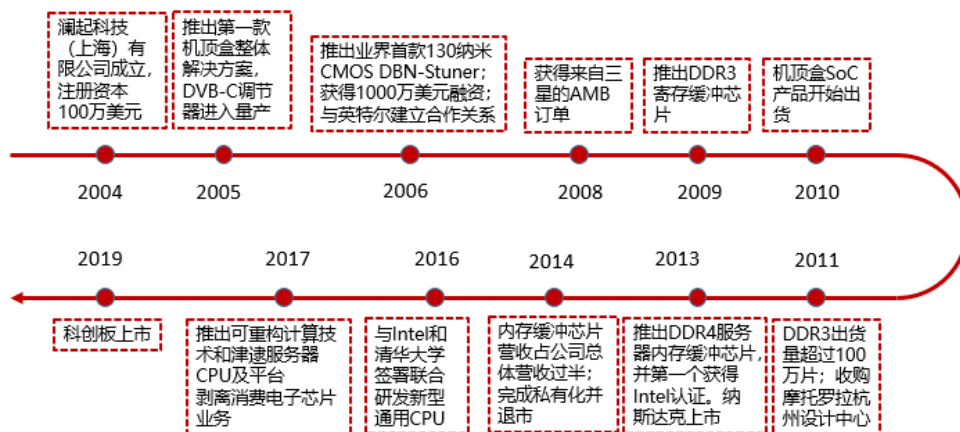 澜起科技
（上海）有
限公司成立，
注册资本
100万美元
推出第一款
机顶盒整体
解决方案，
DVB-C调节
器进入量产
推出业界首款130纳米
CMOS DBN-Stuner；
获得1000万美元融资；
与英特尔建立合作关系
获得来自三
星的AMB
订单
推出DDR3
寄存缓冲芯
片
机顶盒SoC
产品开始出
货
2004
2005
2006
2008
2009
2010
2019
2017
2016
2014
2013
2011
科创板上市
推出可重构计算技
术和津逮服务器
CPU及平台
剥离消费电子芯片
业务
与Intel和
清华大学
签署联合
研发新型
通用CPU
内存缓冲芯片
营收占公司总
体营收过半；
完成私有化并
退市
推出DDR4服务
器内存缓冲芯片，
并第一个获得
Intel认证。纳
斯达克上市
DDR3出货
量超过100
万片；收购
摩托罗拉杭
州设计中心